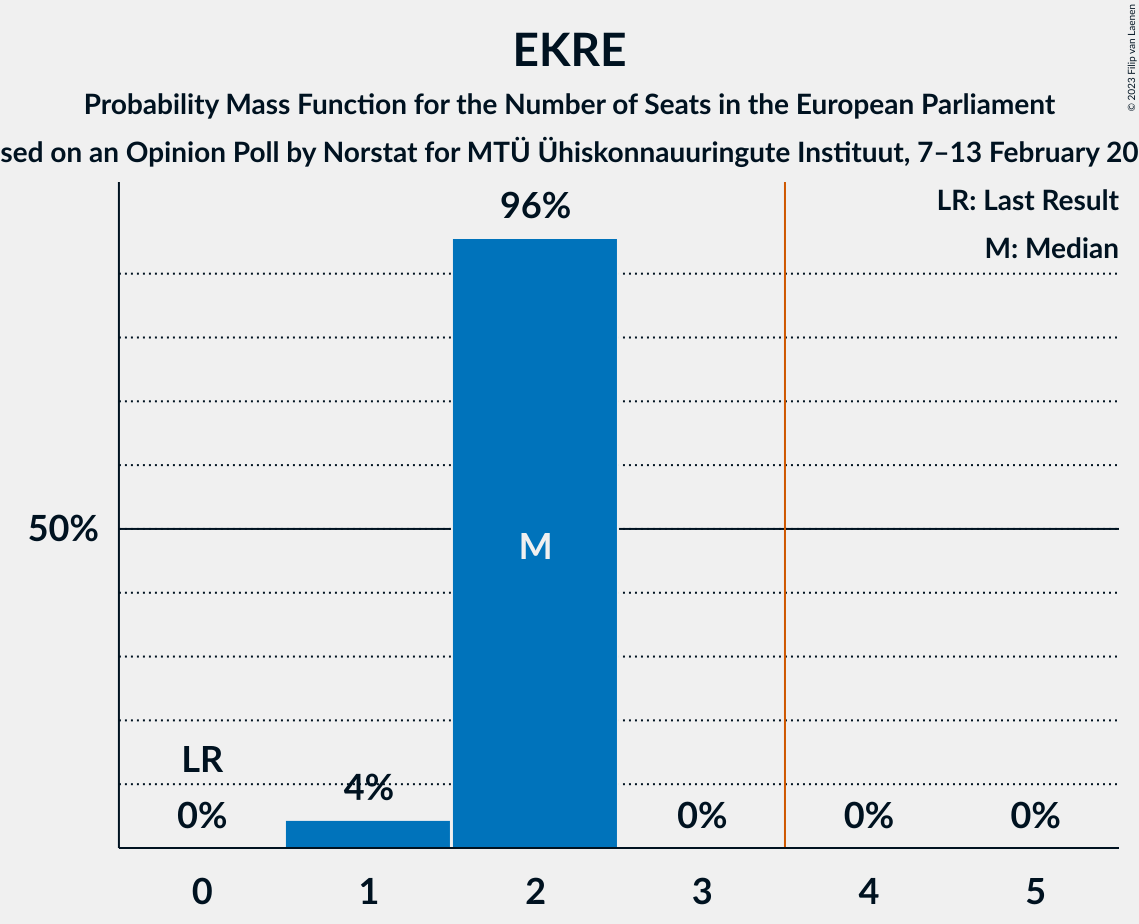 EKRE
Probability Mass Function for the Number of Seats in the European Parliament
sed on an Opinion Poll by Norstat for MTÜ Ühiskonnauuringute Instituut, 7–13 February 20
© 2023 Filip van Laenen
LR: Last Result
M: Median
96%
50%
M
LR
0%
4%
0%
0%
0%
0 1 2 3 4 5